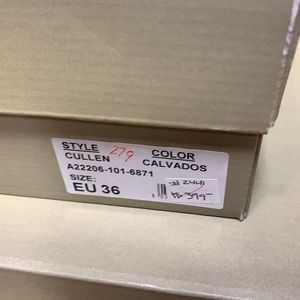 STYLE 279 COLOR
CULLEN CALVADOS
A22206-101-6871
SIZE:
EU 36